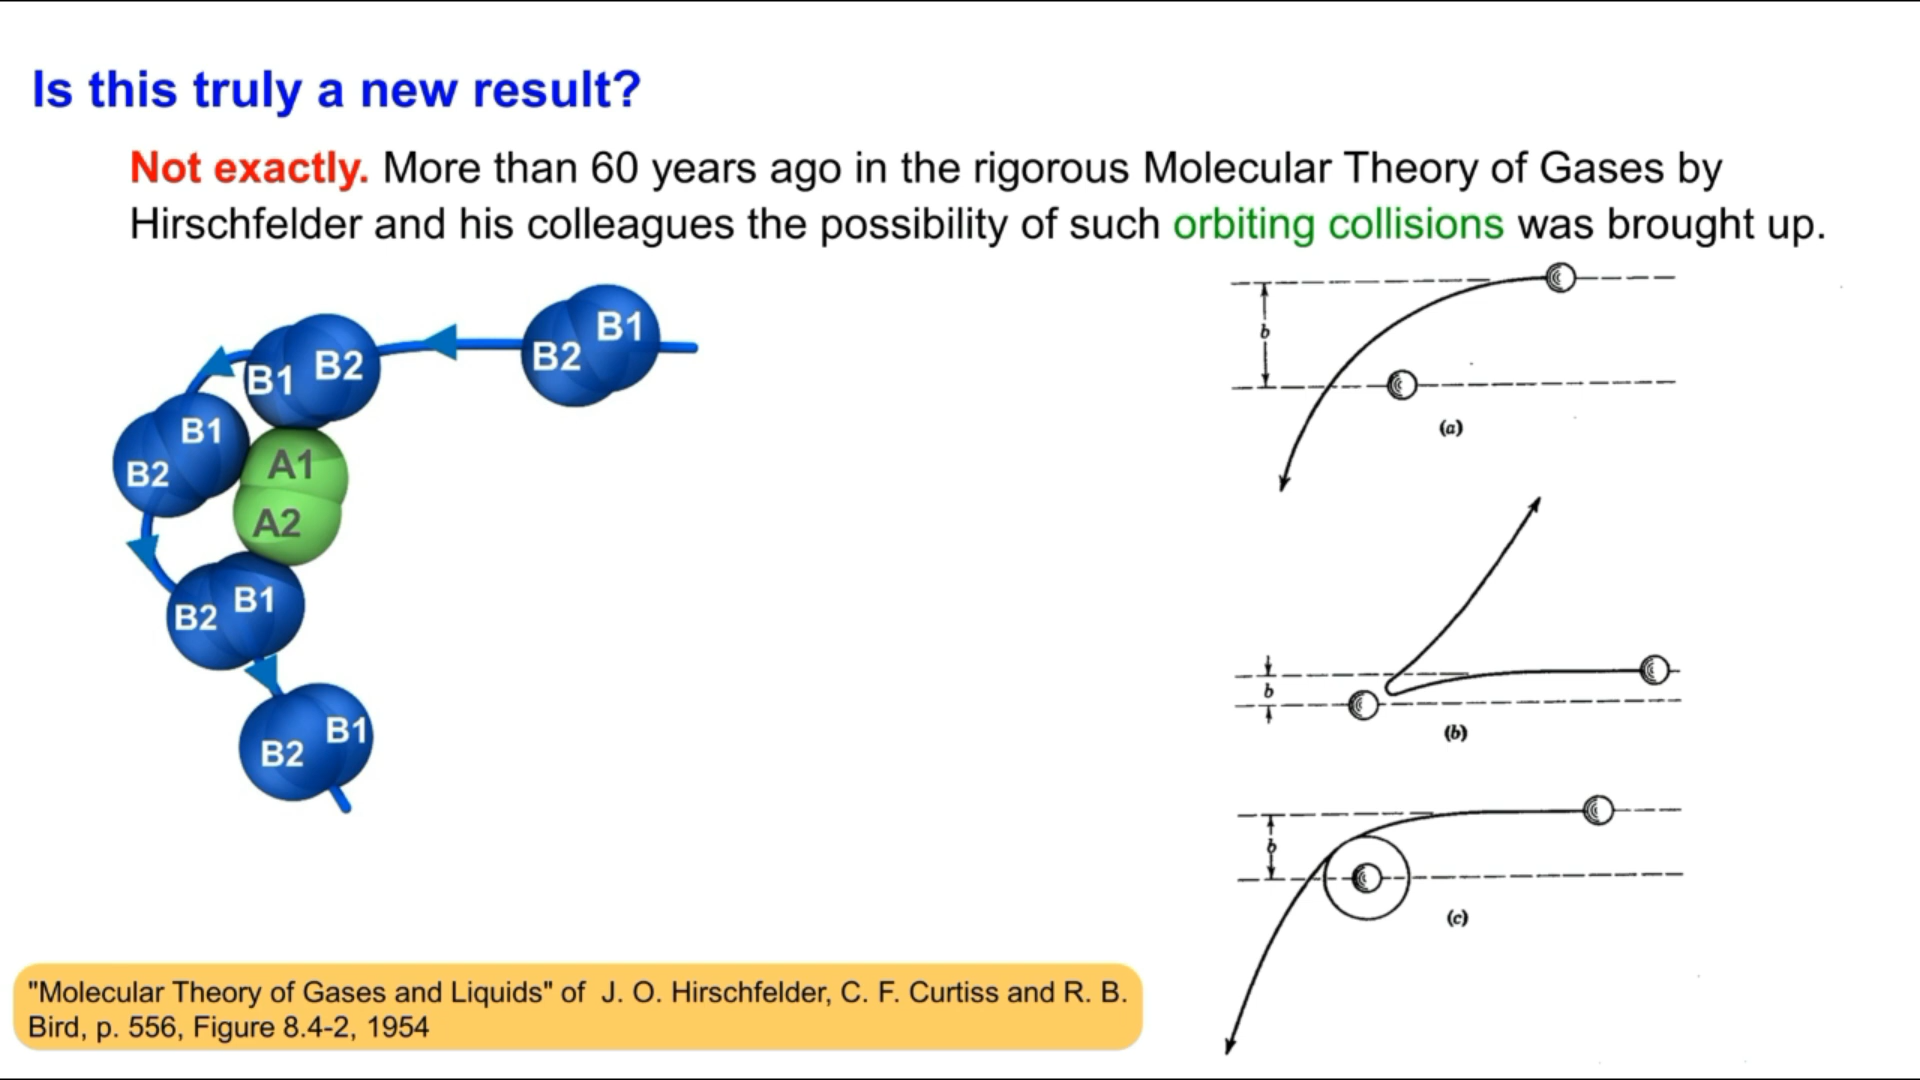 Is this truly a new result?
Not exactly. More than 60 years ago in the rigorous Molecular Theory of Gases by
Hirschfelder and his colleagues the possibility of such orbiting collisions was brought up.
B1
B2
B1
B2
B1
B2
A1
A2
B1
B2
B1
B2
b
(a)
b
(b)
b
(c)
"Molecular Theory of Gases and Liquids" of J. O. Hirschfelder, C. F. Curtiss and R. B.
Bird, p. 556, Figure 8.4-2, 1954